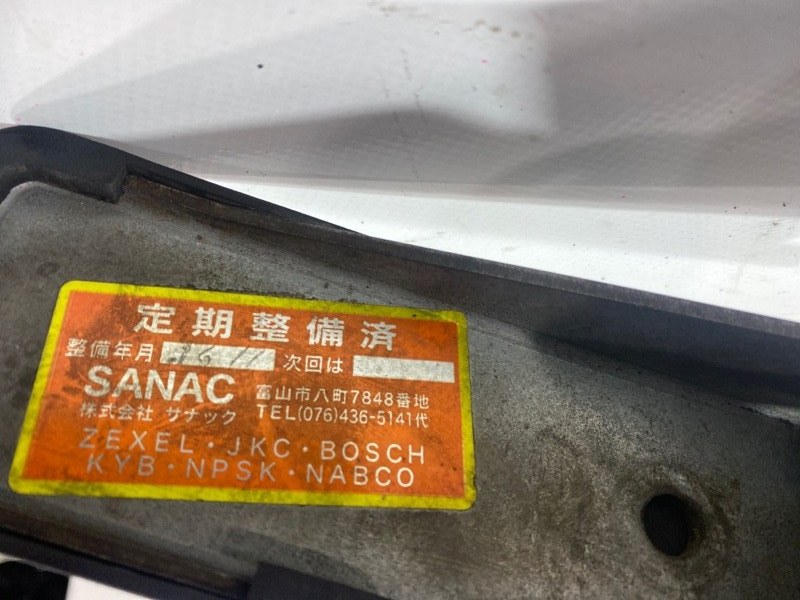 定期整備済
整備年月 次回は
SANAC 富山市八町7848番地
株式会社 サナック TEL(076)436-5141代
ZEXEL・JKC・BOSCH
KYB・NPSK・NABCO